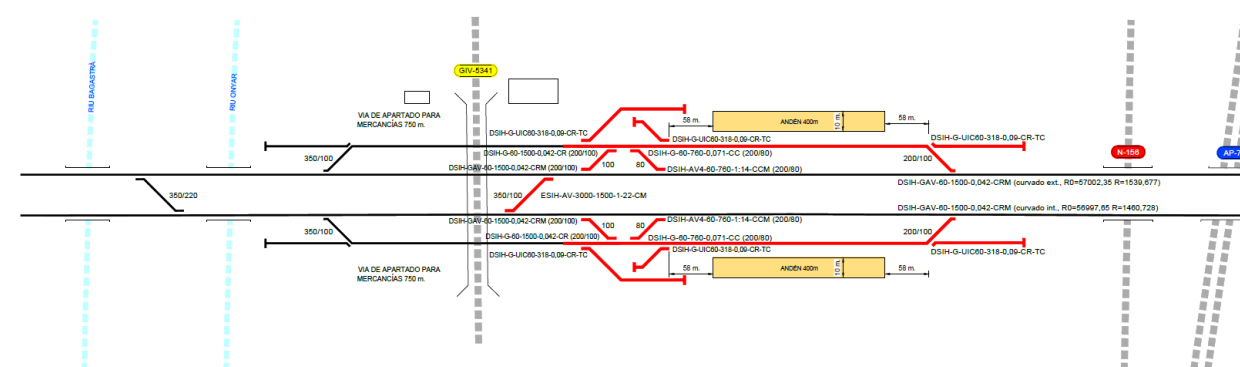 RIU BAGASTRÀ
RIU ONYAR
GIV-5341
VIA DE APARTADO PARA
MERCANCÍAS 750 m.
58 m.
ANDÉN 400m
10 m.
58 m.
DSIH-G-UIC60-318-0,09-CR-TC
DSIH-G-UIC60-318-0,09-CR-TC
DSIH-G-UIC60-318-0,09-CR-TC
N-156
AP-7
350/100
DSIH-G-60-1500-0,042-CR (200/100)
DSIH-G-60-760-0,071-CC (200/80)
200/100
DSIH-GAV-60-1500-0,042-CRM (200/100)
100
80
DSIH-AV4-60-760-1:14-CCM (200/80)
DSIH-GAV-60-1500-0,042-CRM (curvado ext., R0=57002,35 R=1539,677)
350/220
350/100
ESIH-AV-3000-1500-1-22-CM
DSIH-GAV-60-1500-0,042-CRM (curvado int., R0=56997,65 R=1460,728)
DSIH-GAV-60-1500-0,042-CRM (200/100)
100
80
DSIH-AV4-60-760-1:14-CCM (200/80)
350/100
DSIH-G-60-1500-0,042-CR (200/100)
DSIH-G-60-760-0,071-CC (200/80)
200/100
DSIH-G-UIC60-318-0,09-CR-TC
DSIH-G-UIC60-318-0,09-CR-TC
DSIH-G-UIC60-318-0,09-CR-TC
VIA DE APARTADO PARA
MERCANCÍAS 750 m.
58 m.
ANDÉN 400m
10 m.
58 m.